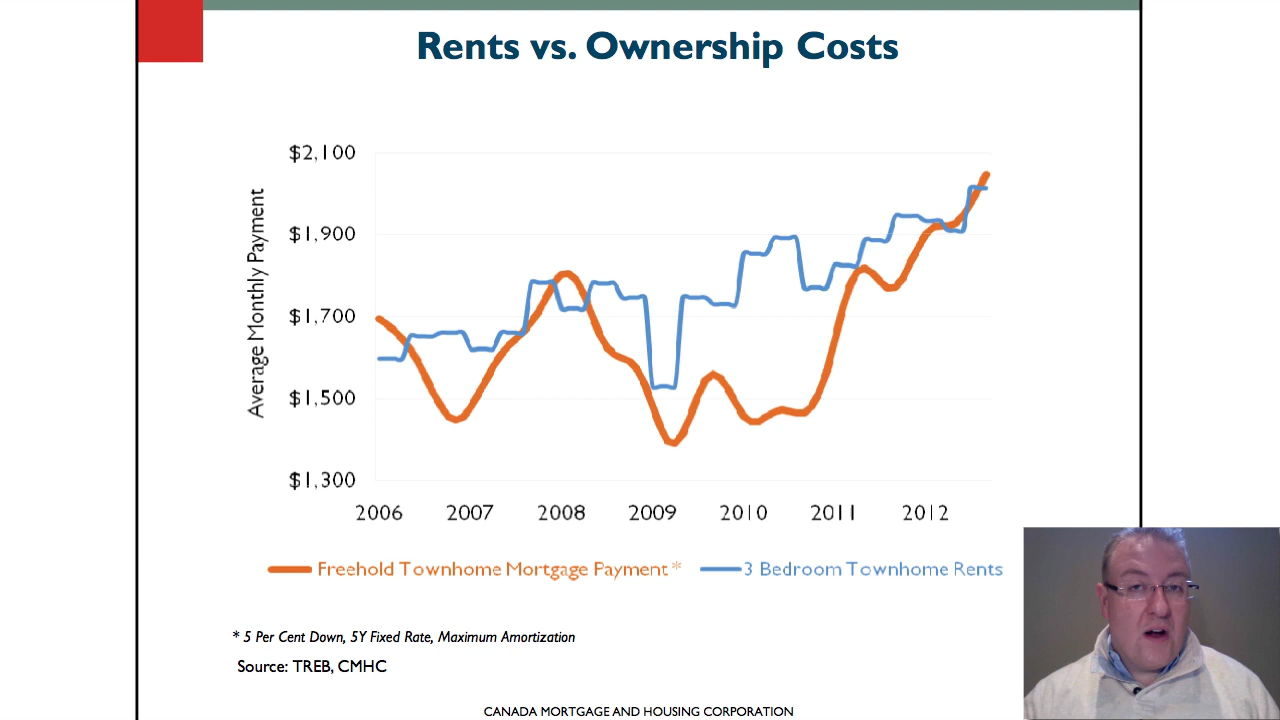 Rents vs. Ownership Costs
Average Monthly Payment
$2,100
$1,900
$1,700
$1,500
$1,300
2006 2007 2008 2009 2010 2011 2012
Freehold Townhome Mortgage Payment * 3 Bedroom Townhome Rents
* 5 Per Cent Down, 5Y Fixed Rate, Maximum Amortization
Source: TREB, CMHC
CANADA MORTGAGE AND HOUSING CORPORATION